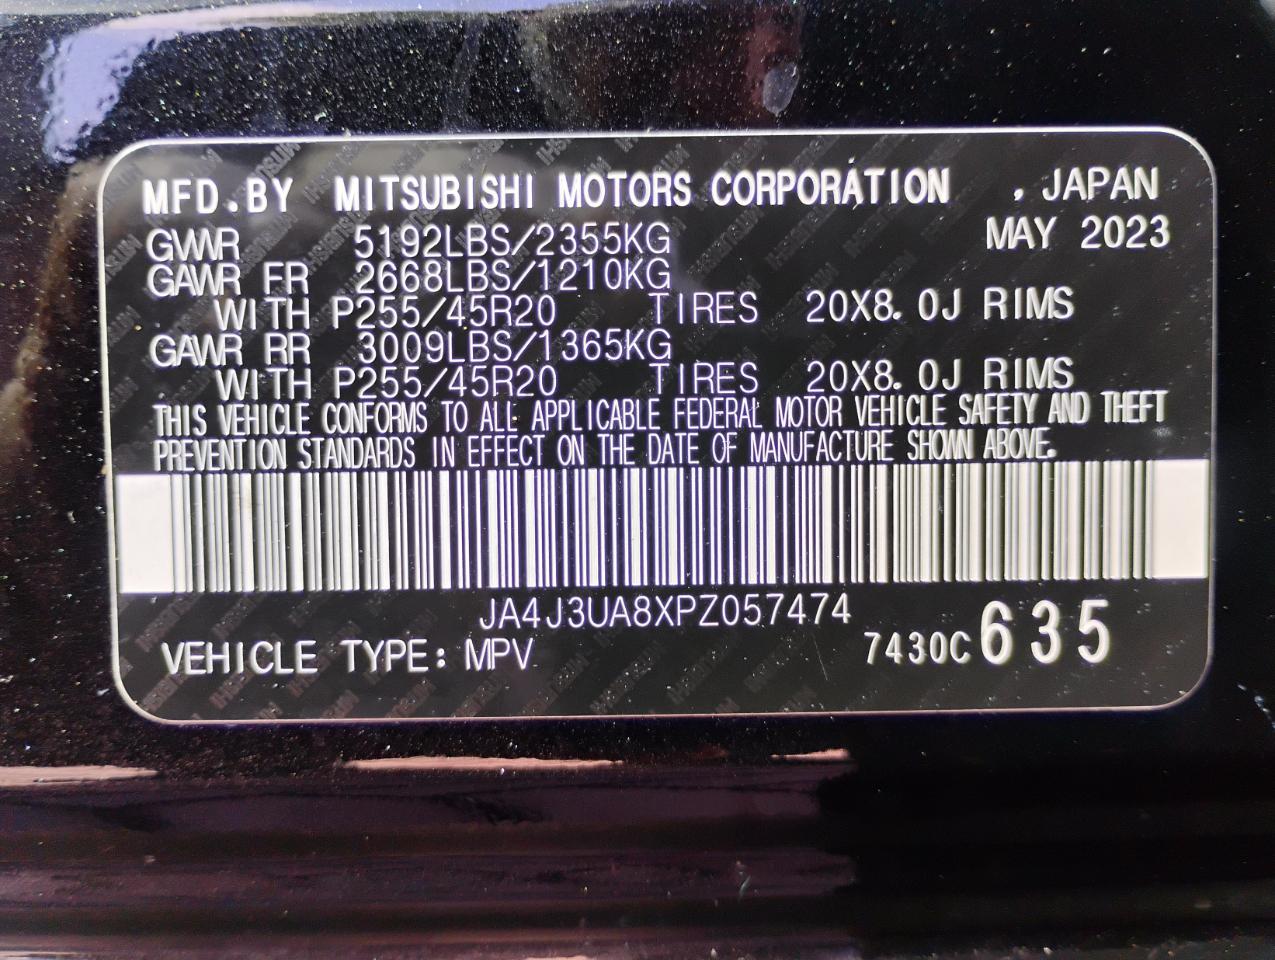 MFD.BY MITSUBISHI MOTORS CORPORATION , JAPAN
GVWR 5192LBS/2355KG MAY 2023
GAWR FR 2668LBS/1210KG
WITH P255/45R20 TIRES 20X8.0J RIMS
GAWR RR 3009LBS/1365KG
WITH P255/45R20 TIRES 20X8.0J RIMS
THIS VEHICLE CONFORMS TO ALL APPLICABLE FEDERAL MOTOR VEHICLE SAFETY AND THEFT
PREVENTION STANDARDS IN EFFECT ON THE DATE OF MANUFACTURE SHOWN ABOVE.
JA4J3UA8XPZ057474
VEHICLE TYPE: MPV 7430C 635